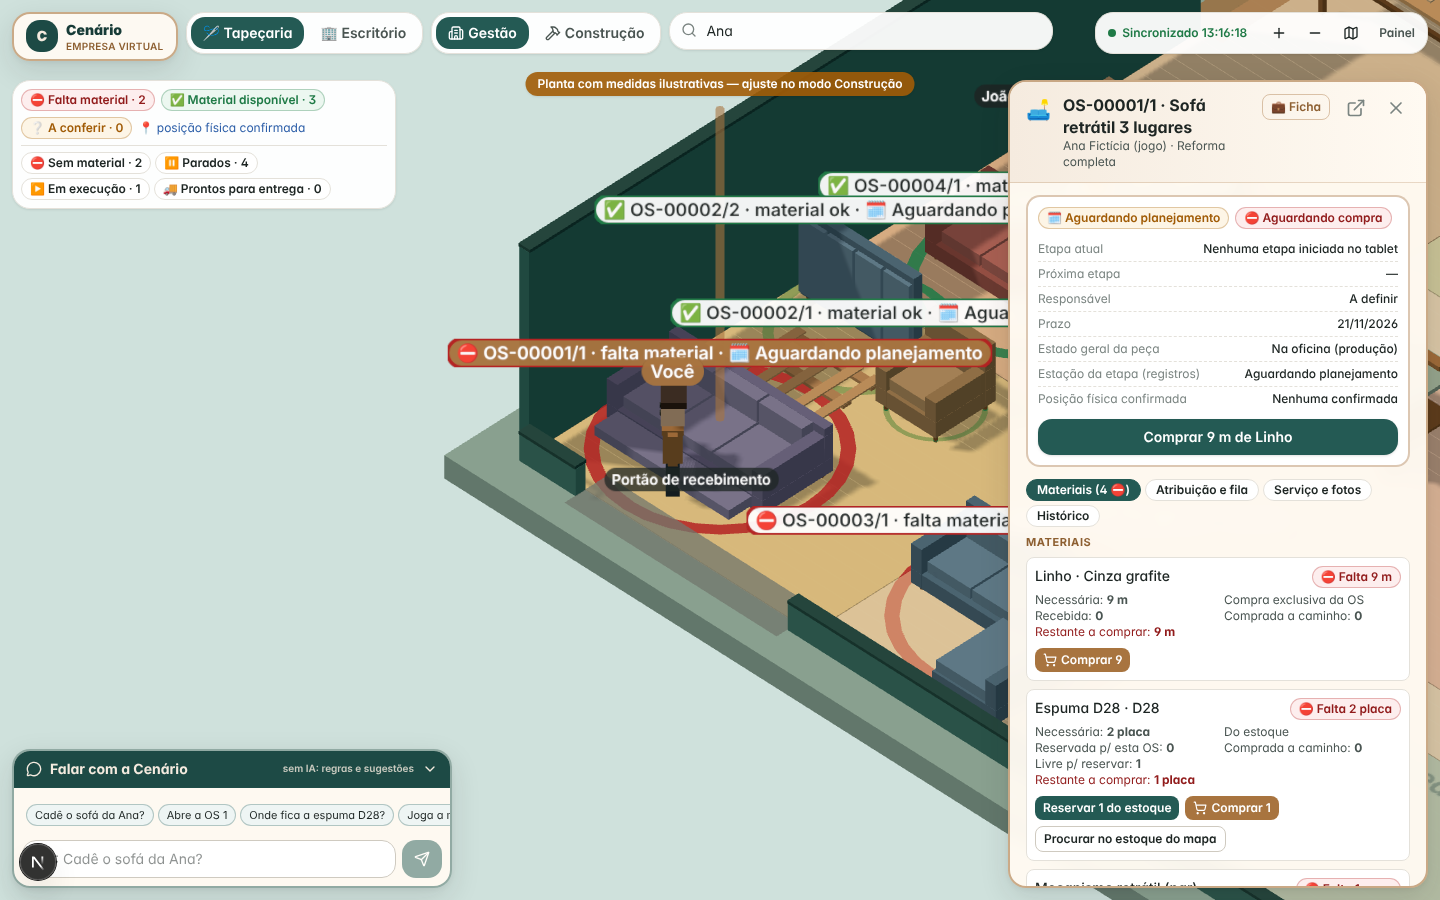 C
Cenário
EMPRESA VIRTUAL
Tapeçaria
Escritório
Gestão
Construção
Ana
Sincronizado 13:16:18
Painel
Falta material · 2
Material disponível · 3
A conferir · 0
posição física confirmada
Sem material · 2
Parados · 4
Em execução · 1
Prontos para entrega · 0
Planta com medidas ilustrativas — ajuste no modo Construção
Joã
OS-00004/1 · mat
OS-00002/2 · material ok · Aguardando p
OS-00002/1 · material ok · Agua
OS-00001/1 · falta material · Aguardando planejamento
Você
Portão de recebimento
OS-00003/1 · falta materia
OS-00001/1 · Sofá
retrátil 3 lugares
Ana Fictícia (jogo) · Reforma
completa
Ficha
Aguardando planejamento
Aguardando compra
Etapa atual Nenhuma etapa iniciada no tablet
Próxima etapa —
Responsável A definir
Prazo 21/11/2026
Estado geral da peça Na oficina (produção)
Estação da etapa (registros) Aguardando planejamento
Posição física confirmada Nenhuma confirmada
Comprar 9 m de Linho
Materiais (4 ⛔)
Atribuição e fila
Serviço e fotos
Histórico
MATERIAIS
Linho · Cinza grafite
Falta 9 m
Necessária: 9 m Compra exclusiva da OS
Recebida: 0 Comprada a caminho: 0
Restante a comprar: 9 m
Comprar 9
Espuma D28 · D28
Falta 2 placa
Necessária: 2 placa Do estoque
Reservada p/ esta OS: 0 Comprada a caminho: 0
Livre p/ reservar: 1
Restante a comprar: 1 placa
Reservar 1 do estoque
Comprar 1
Procurar no estoque do mapa
Falar com a Cenário
sem IA: regras e sugestões
Cadê o sofá da Ana?
Abre a OS 1
Onde fica a espuma D28?
Joga a
Cadê o sofá da Ana?
N